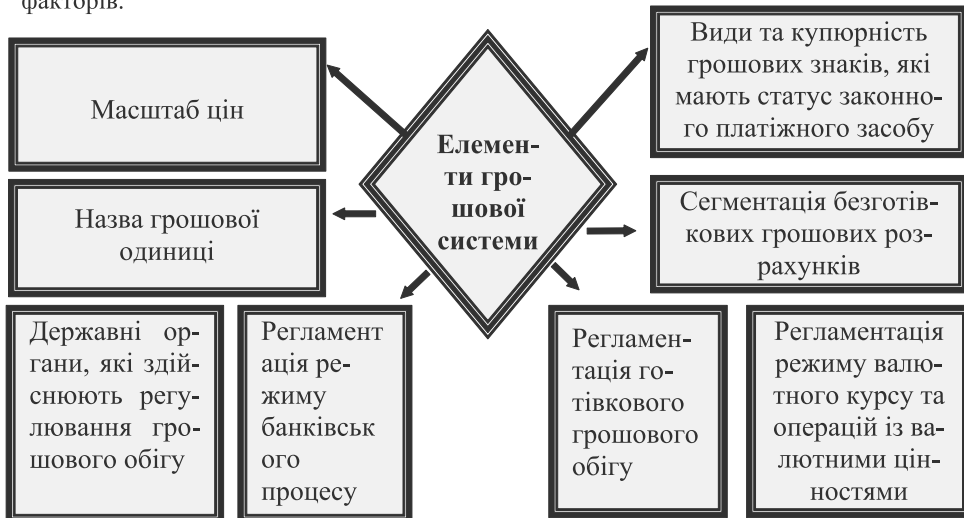 факторів.
Масштаб цін
Види та купюрність
грошових знаків, які
мають статус законно-
го платіжного засобу
Елемен-
ти гро-
шової
системи
Назва грошової
одиниці
Сегментація безготів-
кових грошових роз-
рахунків
Державні ор-
гани, які здій-
снюють регу-
лювання гро-
шового обігу
Регламент
ація ре-
жиму
банківськ
ого
процесу
Регламен-
тація го-
тівкового
грошового
обігу
Регламентація
режиму валю-
тного курсу та
операцій із ва-
лютними цін-
ностями